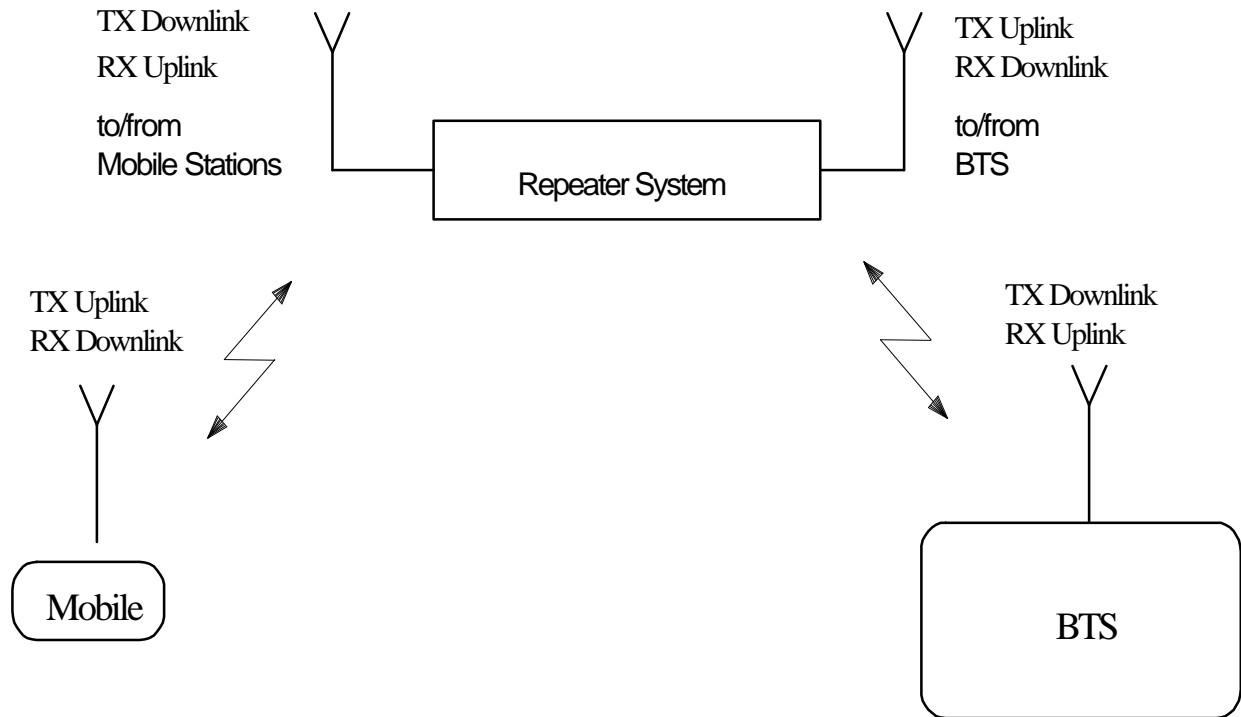 TX Downlink
RX Uplink
to/from
Mobile Stations
Repeater System
TX Uplink
RX Downlink
to/from
BTS
TX Uplink
RX Downlink
Mobile
TX Downlink
RX Uplink
BTS